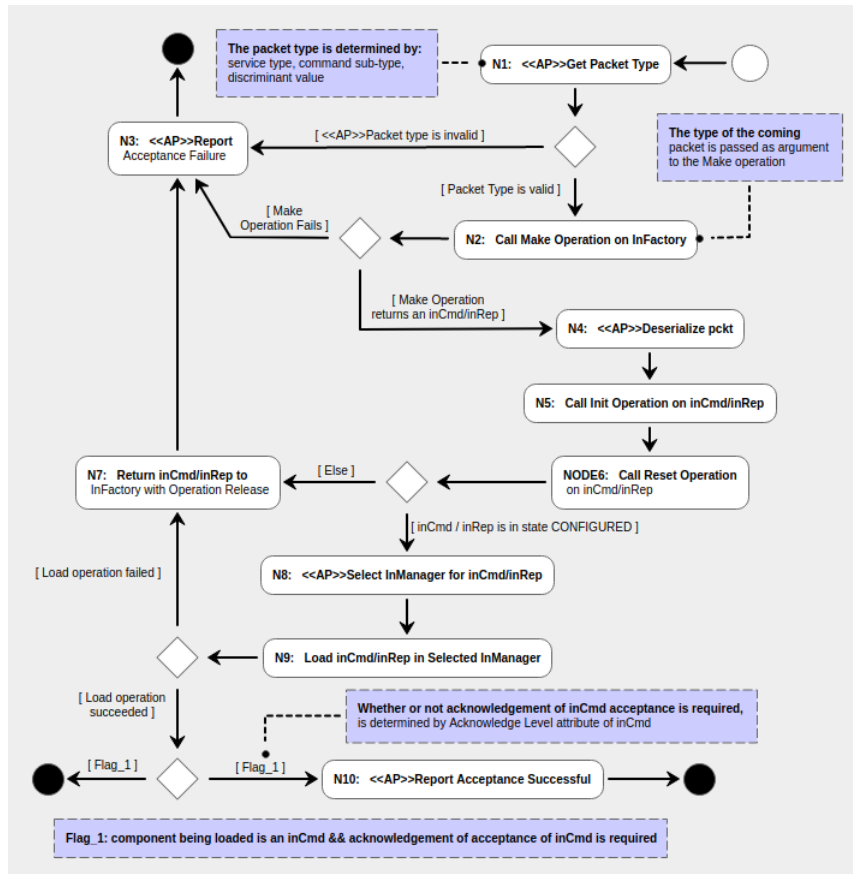 The packet type is determined by:
service type, command sub-type,
discriminant value
N1: <<AP>>Get Packet Type
N3: <<AP>>Report
Acceptance Failure
[ <<AP>>Packet type is invalid ]
The type of the coming
packet is passed as argument
to the Make operation
[ Packet Type is valid ]
[ Make
Operation Fails ]
N2: Call Make Operation on InFactory
[ Make Operation
returns an inCmd/inRep ]
N4: <<AP>>Deserialize pckt
N5: Call Init Operation on inCmd/inRep
N7: Return inCmd/inRep to
InFactory with Operation Release
[ Else ]
NODE6: Call Reset Operation
on inCmd/inRep
[ inCmd / inRep is in state CONFIGURED ]
[ Load operation failed ]
N8: <<AP>>Select InManager for inCmd/inRep
N9: Load inCmd/inRep in Selected InManager
[ Load operation
succeeded ]
Whether or not acknowledgement of inCmd acceptance is required,
is determined by Acknowledge Level attribute of inCmd
[ Flag_1 ]
[ Flag_1 ]
N10: <<AP>>Report Acceptance Successful
Flag_1: component being loaded is an inCmd && acknowledgement of acceptance of inCmd is required